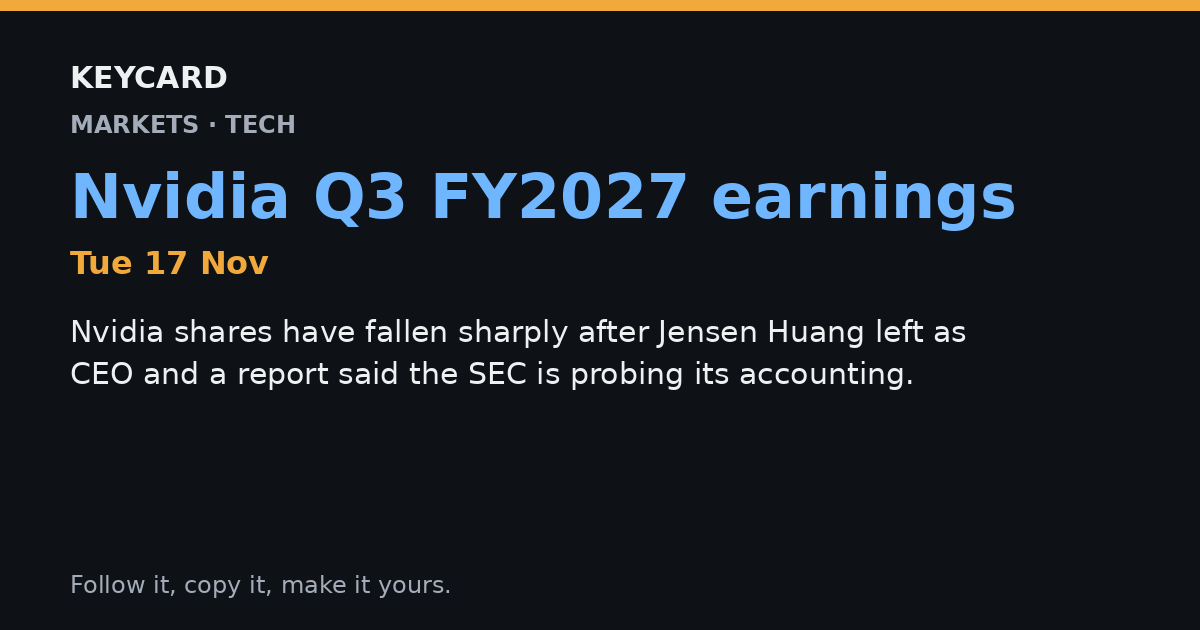 KEYCARD
MARKETS · TECH
Nvidia Q3 FY2027 earnings
Tue 17 Nov
Nvidia shares have fallen sharply after Jensen Huang left as
CEO and a report said the SEC is probing its accounting.
Follow it, copy it, make it yours.